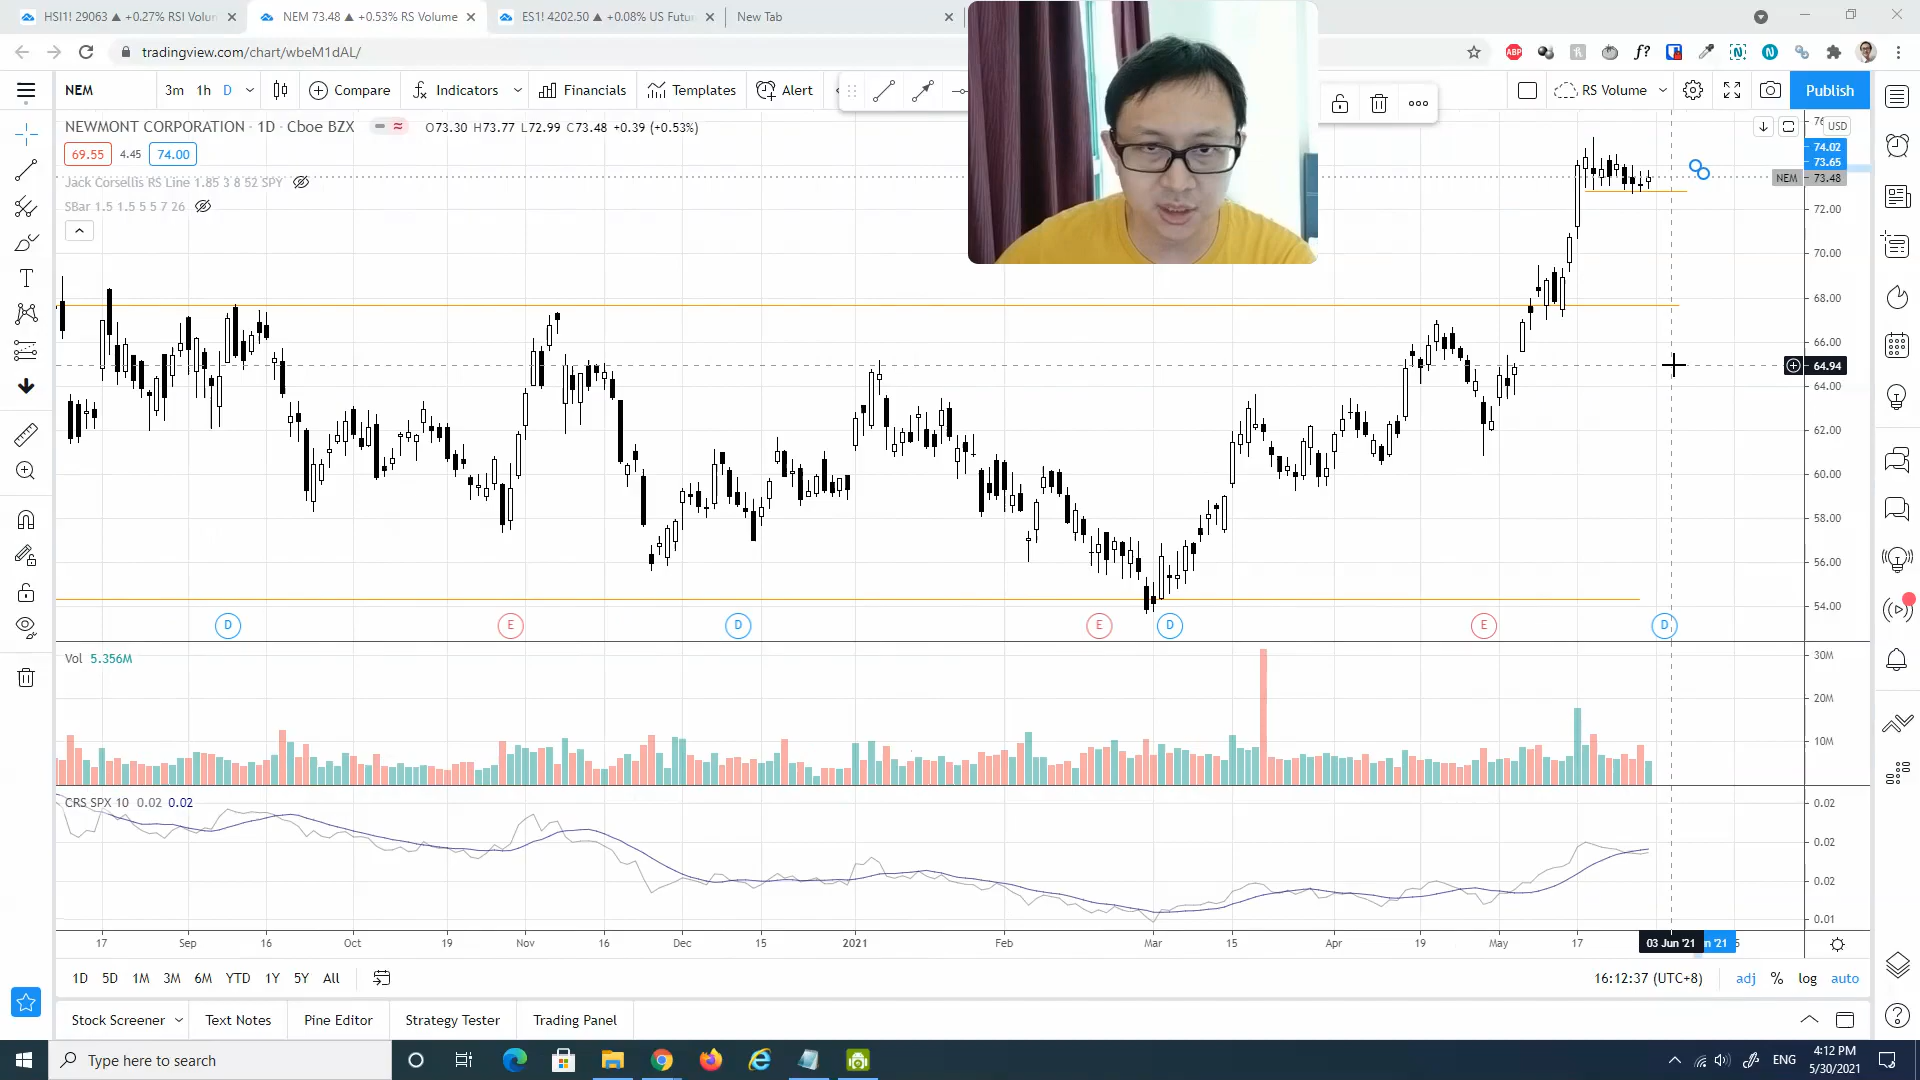 HSI1! 29063 ▲ +0.27% RSI Volun
NEM 73.48 ▲ +0.53% RS Volume
ES1! 4202.50 ▲ +0.08% US Futu
New Tab
tradingview.com/chart/wbeM1dAL/
NEM
3m 1h D
Compare
Indicators
Financials
Templates
Alert
RS Volume
Publish
NEWMONT CORPORATION · 1D · Cboe BZX
O73.30 H73.77 L72.99 C73.48 +0.39 (+0.53%)
USD
69.55 4.45 74.00
74.02
73.65
Jack Corsellis RS Line 1.85 3 8 52 SPY
NEM 73.48
SBar 1.5 1.5 5 5 7 26
72.00
70.00
68.00
66.00
64.94
64.00
62.00
60.00
58.00
56.00
54.00
D E D E D E D
Vol 5.356M
30M
20M
10M
CRS SPX 10 0.02 0.02
0.02
0.02
0.02
0.01
17 Sep 16 Oct 19 Nov 16 Dec 15 2021 Feb Mar 15 Apr 19 May 17 03 Jun '21
1D 5D 1M 3M 6M YTD 1Y 5Y All
16:12:37 (UTC+8)
adj % log auto
Stock Screener
Text Notes
Pine Editor
Strategy Tester
Trading Panel
Type here to search
ENG
4:12 PM
5/30/2021